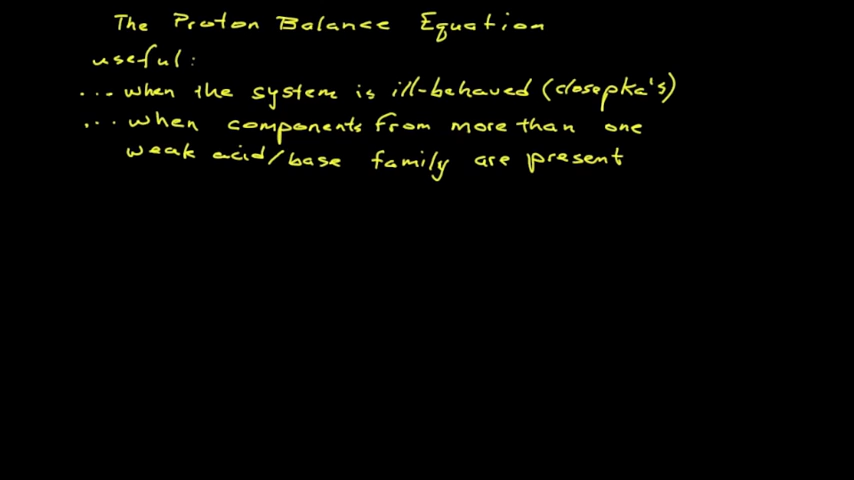 The Proton Balance Equation
useful:
... when the system is ill-behaved (close pka's)
... when components from more than one
weak acid/base family are present